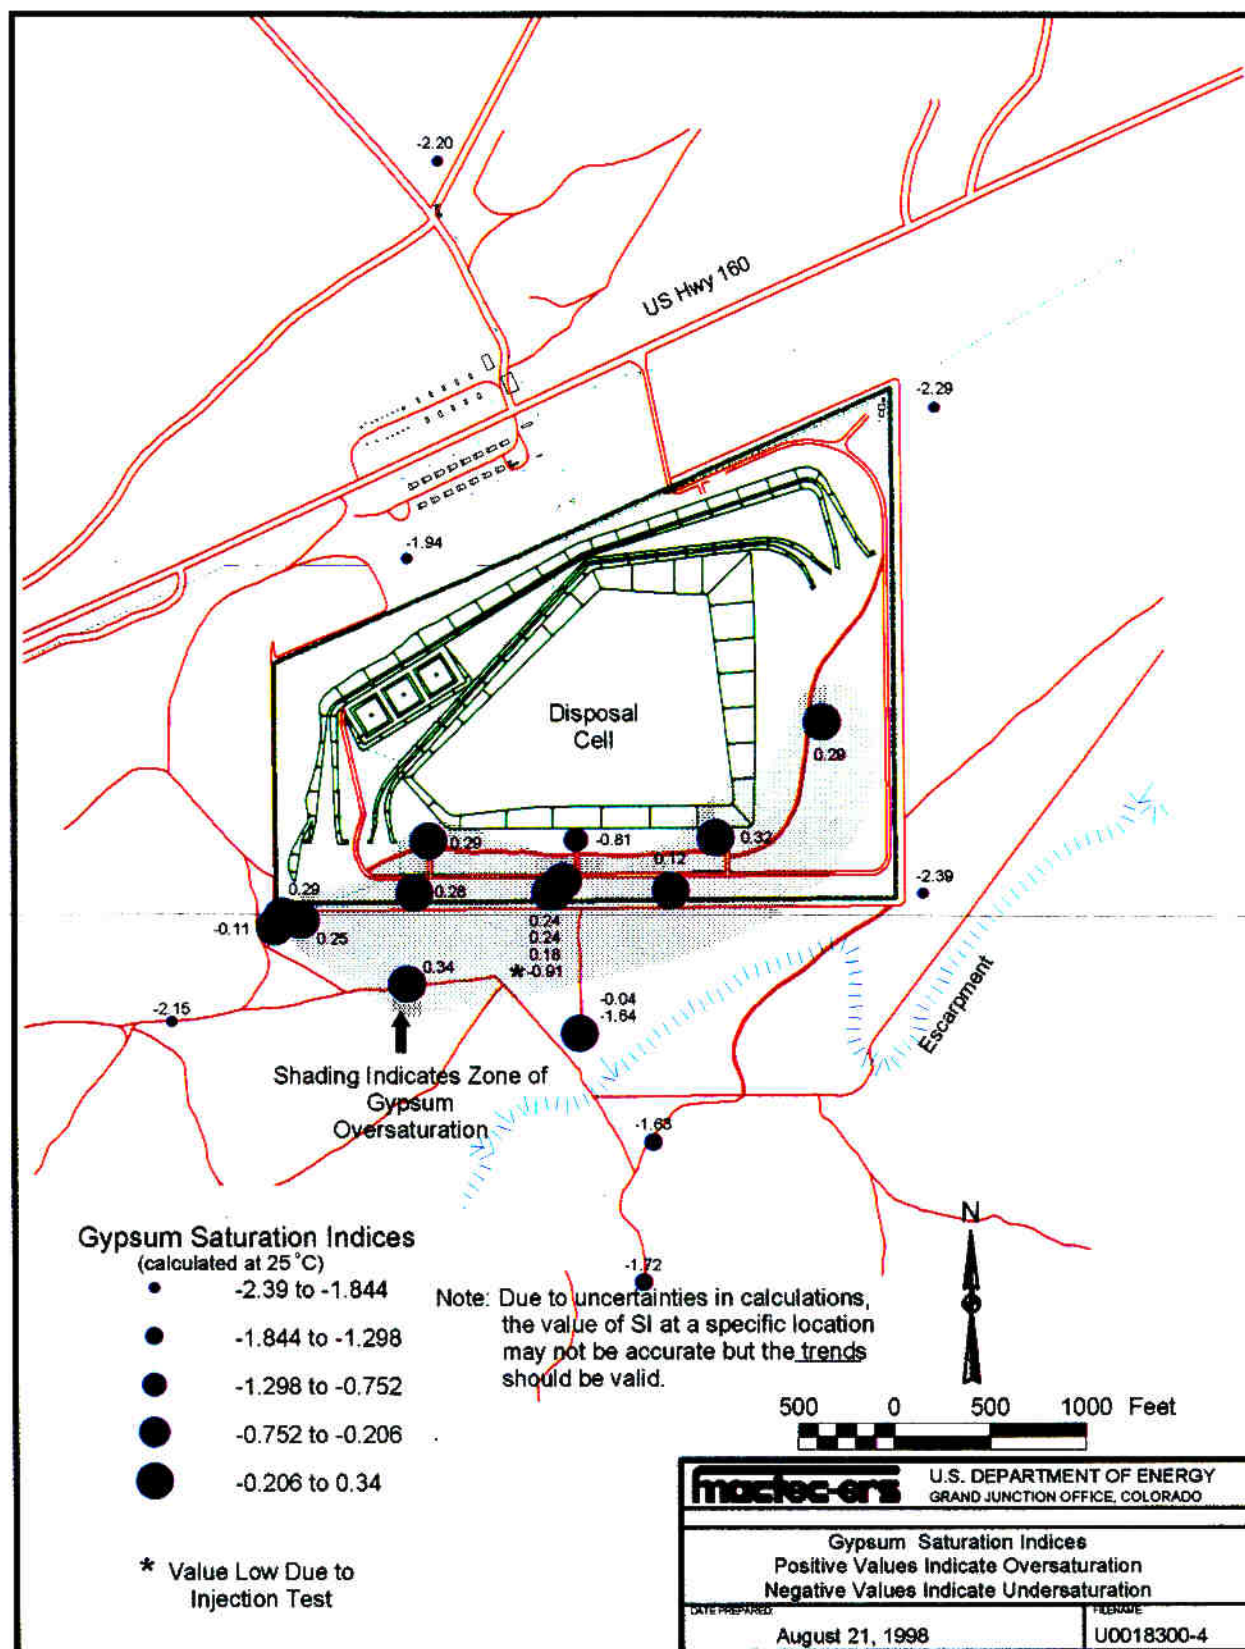 -2.20
US Hwy 160
-2.29
-1.94
Disposal
Cell
0.29
0.29
-0.81
0.32
0.12
0.29
0.28
-2.39
-0.11
0.25
0.24
0.24
0.18
* -0.91
0.34
-0.04
-1.64
-2.15
Escarpment
Shading Indicates Zone of
Gypsum
Oversaturation
-1.68
N
-1.72
Gypsum Saturation Indices
(calculated at 25 °C)
-2.39 to -1.844
-1.844 to -1.298
-1.298 to -0.752
-0.752 to -0.206
-0.206 to 0.34
Note: Due to uncertainties in calculations,
the value of SI at a specific location
may not be accurate but the trends
should be valid.
500 0 500 1000 Feet
* Value Low Due to
Injection Test
mactec-ers
U.S. DEPARTMENT OF ENERGY
GRAND JUNCTION OFFICE, COLORADO
Gypsum Saturation Indices
Positive Values Indicate Oversaturation
Negative Values Indicate Undersaturation
DATE PREPARED:
August 21, 1998
FILENAME
U0018300-4